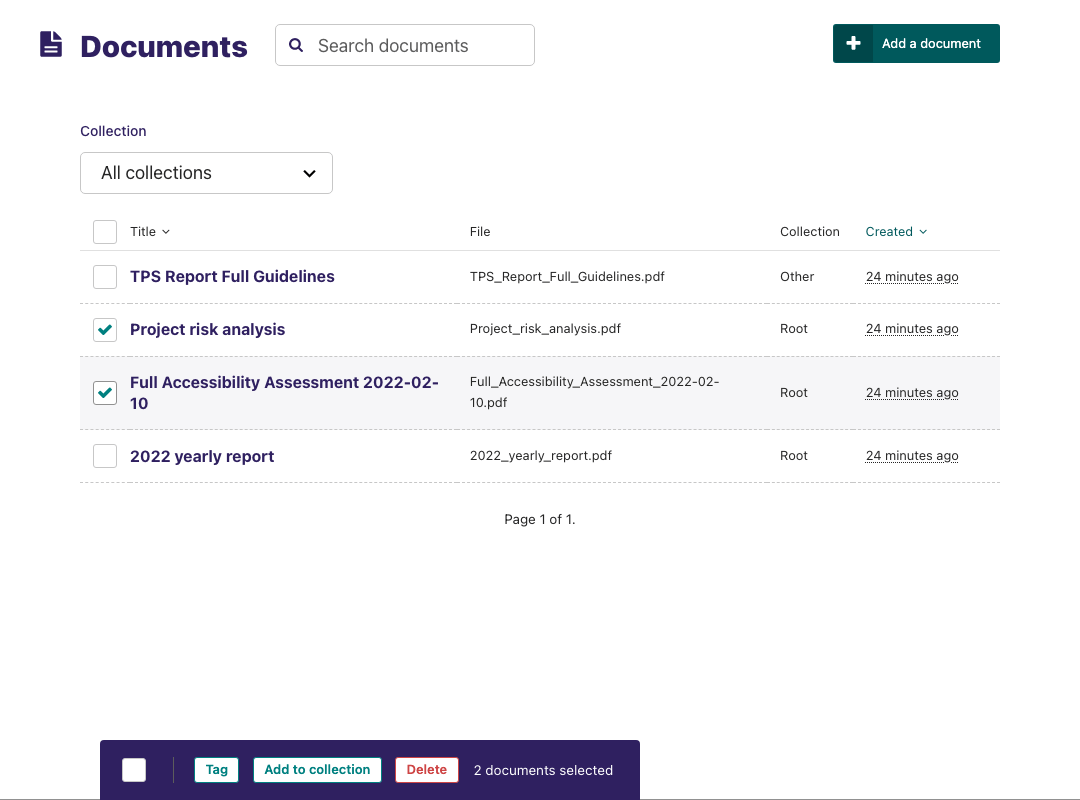 Documents
Search documents
Add a document
Collection
All collections
Title File Collection Created
TPS Report Full Guidelines TPS_Report_Full_Guidelines.pdf Other 24 minutes ago
Project risk analysis Project_risk_analysis.pdf Root 24 minutes ago
Full Accessibility Assessment 2022-02-
10
Full_Accessibility_Assessment_2022-02-
10.pdf
Root 24 minutes ago
2022 yearly report 2022_yearly_report.pdf Root 24 minutes ago
Page 1 of 1.
Tag Add to collection Delete 2 documents selected